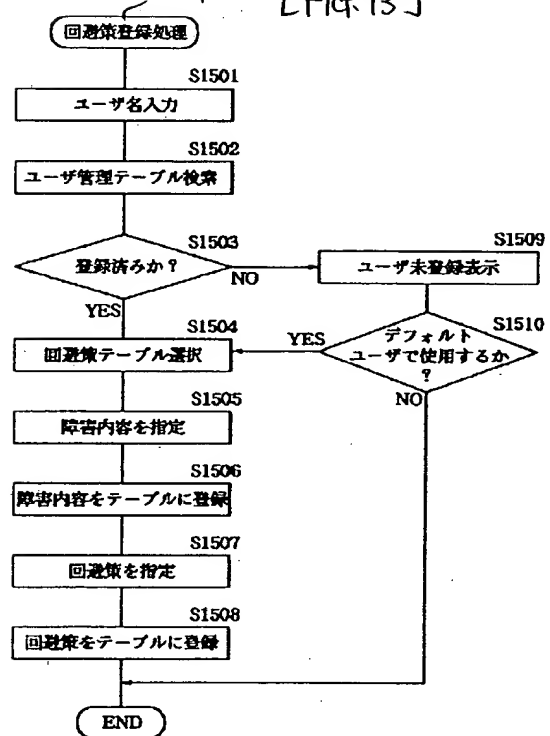 [FIG.15]
回避策登録処理
S1501
ユーザ名入力
S1502
ユーザ管理テーブル検索
S1503
登録済みか?
NO
YES
S1509
ユーザ未登録表示
S1510
デフォルト
ユーザで使用するか
?
YES
NO
S1504
回避策テーブル選択
S1505
障害内容を指定
S1506
障害内容をテーブルに登録
S1507
回避策を指定
S1508
回避策をテーブルに登録
END